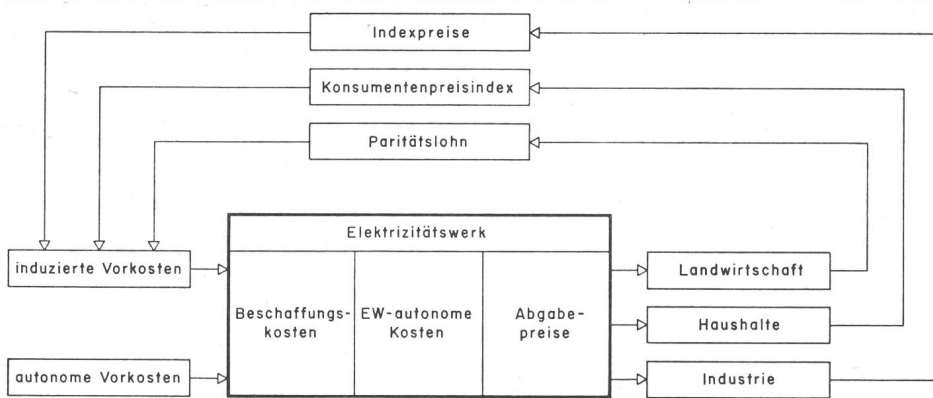 Indexpreise
Konsumentenpreisindex
Paritätslohn
Elektrizitätswerk
induzierte Vorkosten
Landwirtschaft
Beschaffungs-
kosten
EW-autonome
Kosten
Abgabe-
preise
Haushalte
autonome Vorkosten
Industrie